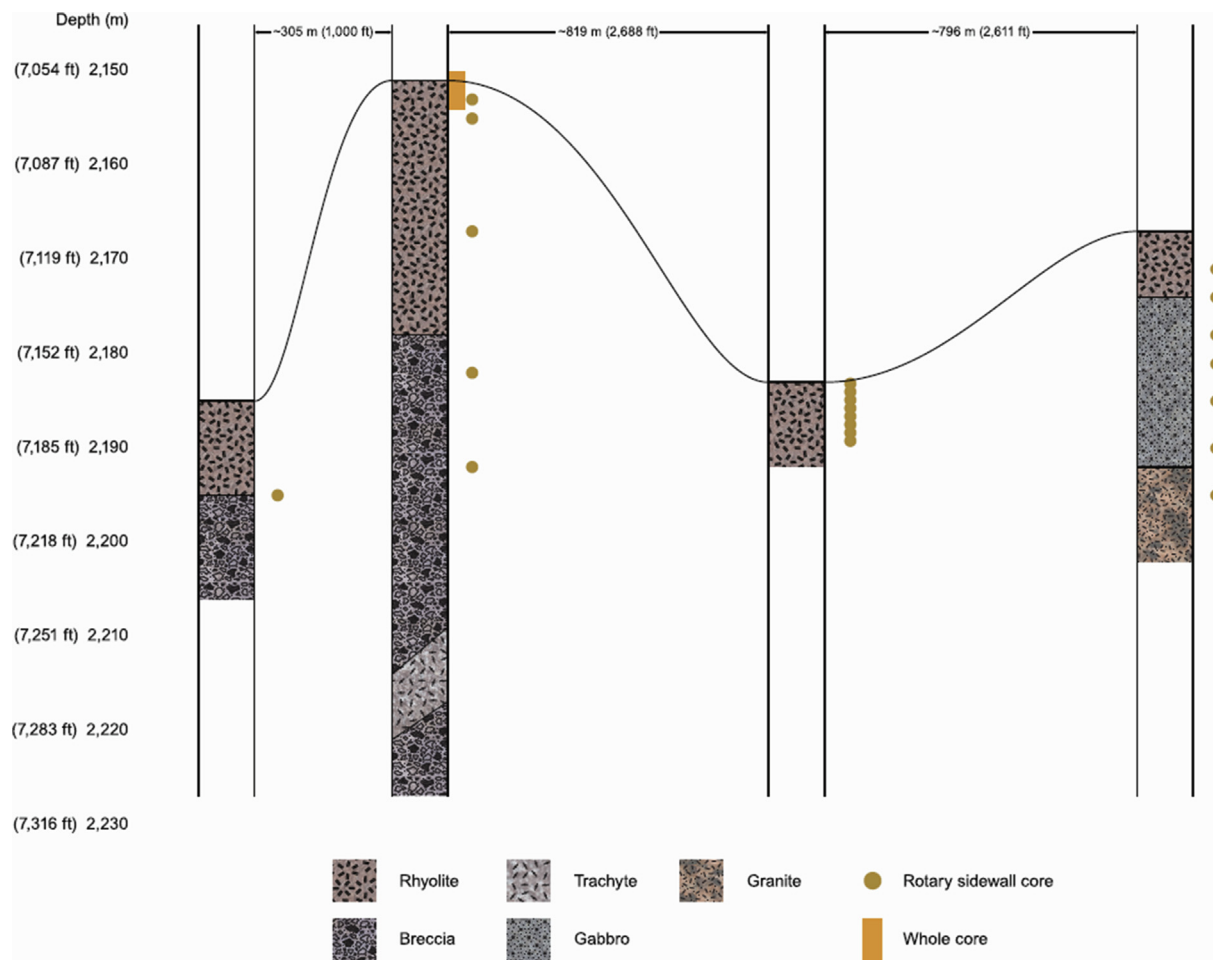 Depth (m)
~305 m (1,000 ft)
~819 m (2,688 ft)
~796 m (2,611 ft)
(7,054 ft) 2,150
(7,087 ft) 2,160
(7,119 ft) 2,170
(7,152 ft) 2,180
(7,185 ft) 2,190
(7,218 ft) 2,200
(7,251 ft) 2,210
(7,283 ft) 2,220
(7,316 ft) 2,230
Rhyolite
Trachyte
Granite
Rotary sidewall core
Breccia
Gabbro
Whole core